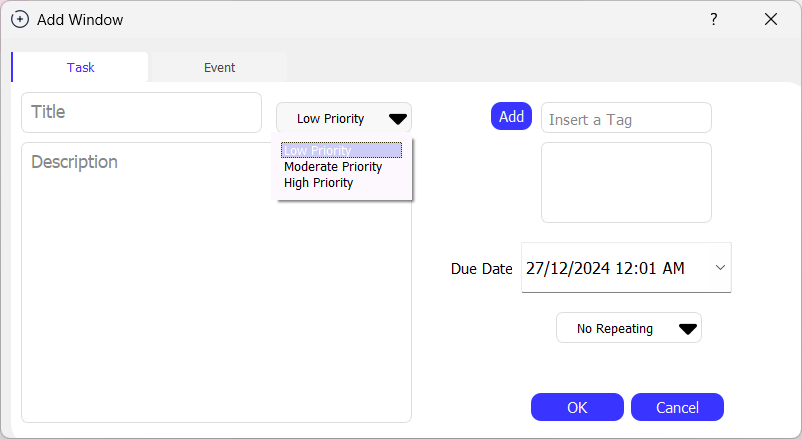 Add Window
?
Task
Event
Title
Low Priority
Add
Insert a Tag
Description
Low Priority
Moderate Priority
High Priority
Due Date
27/12/2024 12:01 AM
No Repeating
OK
Cancel